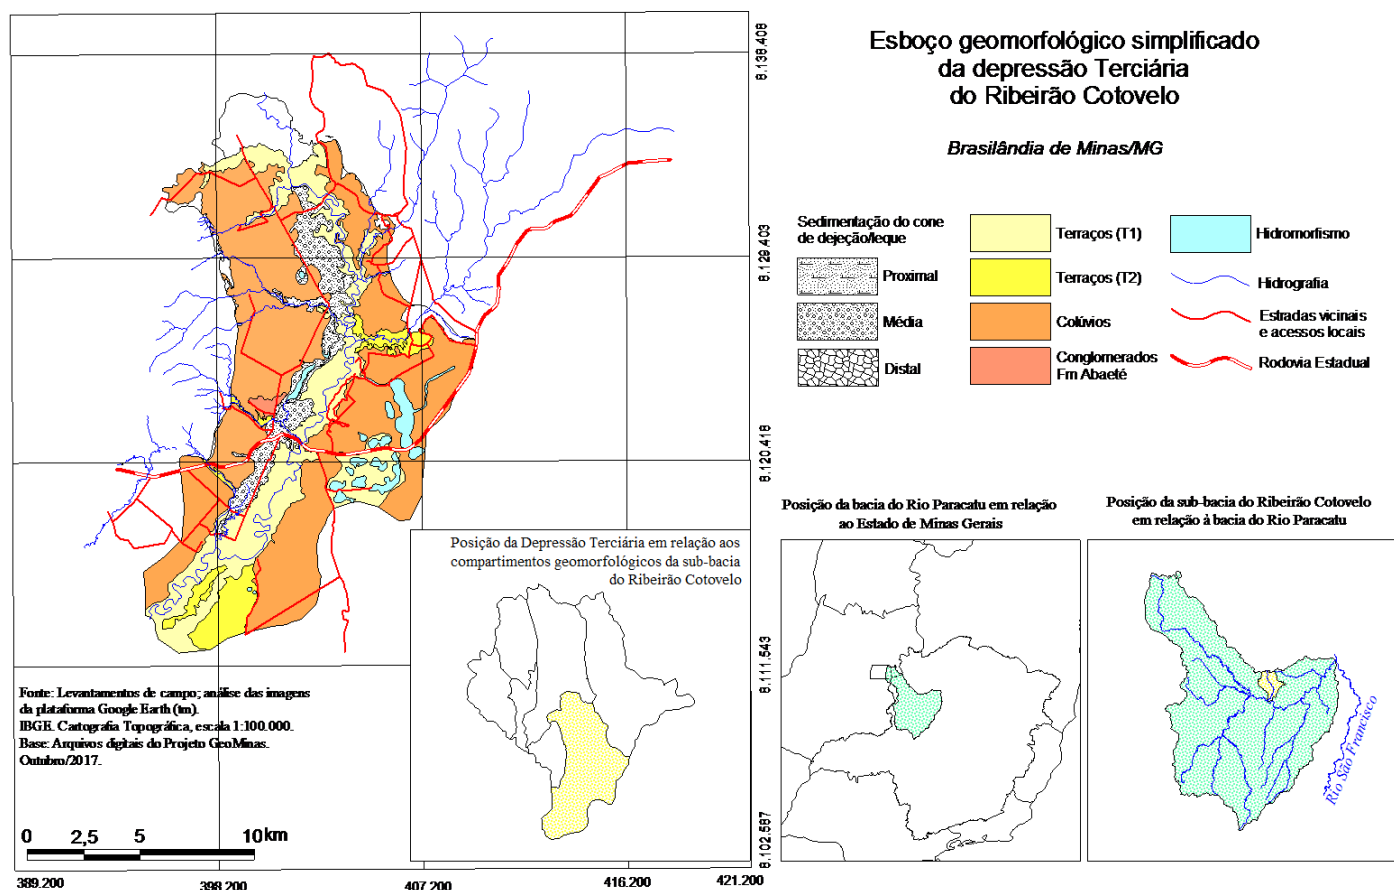 Esboço geomorfológico simplificado
da depressão Terciária
do Ribeirão Cotovelo
Brasilândia de Minas/MG
Sedimentação do cone
de dejeção/leque
Proximal
Média
Distal
Terraços (T1)
Terraços (T2)
Colúvios
Conglomerados
Fm Abaeté
Hidromorfismo
Hidrografia
Estradas vicinais
e acessos locais
Rodovia Estadual
8.138.408
8.129.403
8.120.418
8.111.543
8.102.587
Posição da Depressão Terciária em relação aos
compartimentos geomorfológicos da sub-bacia
do Ribeirão Cotovelo
Posição da bacia do Rio Paracatu em relação
ao Estado de Minas Gerais
Posição da sub-bacia do Ribeirão Cotovelo
em relação à bacia do Rio Paracatu
Rio São Francisco
Fonte: Levantamentos de campo; análise das imagens
da plataforma Google Earth (tm).
IBGE. Cartografia Topográfica, escala 1:100.000.
Base: Arquivos digitais do Projeto GeoMinas.
Outubro/2017.
0 2,5 5 10 km
389.200 398.200 407.200 416.200 421.200